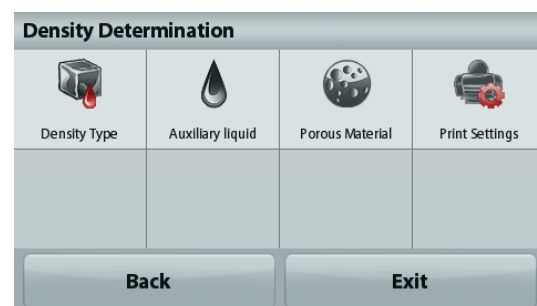 Density Determination
Density Type Auxiliary liquid Porous Material Print Settings
Back Exit